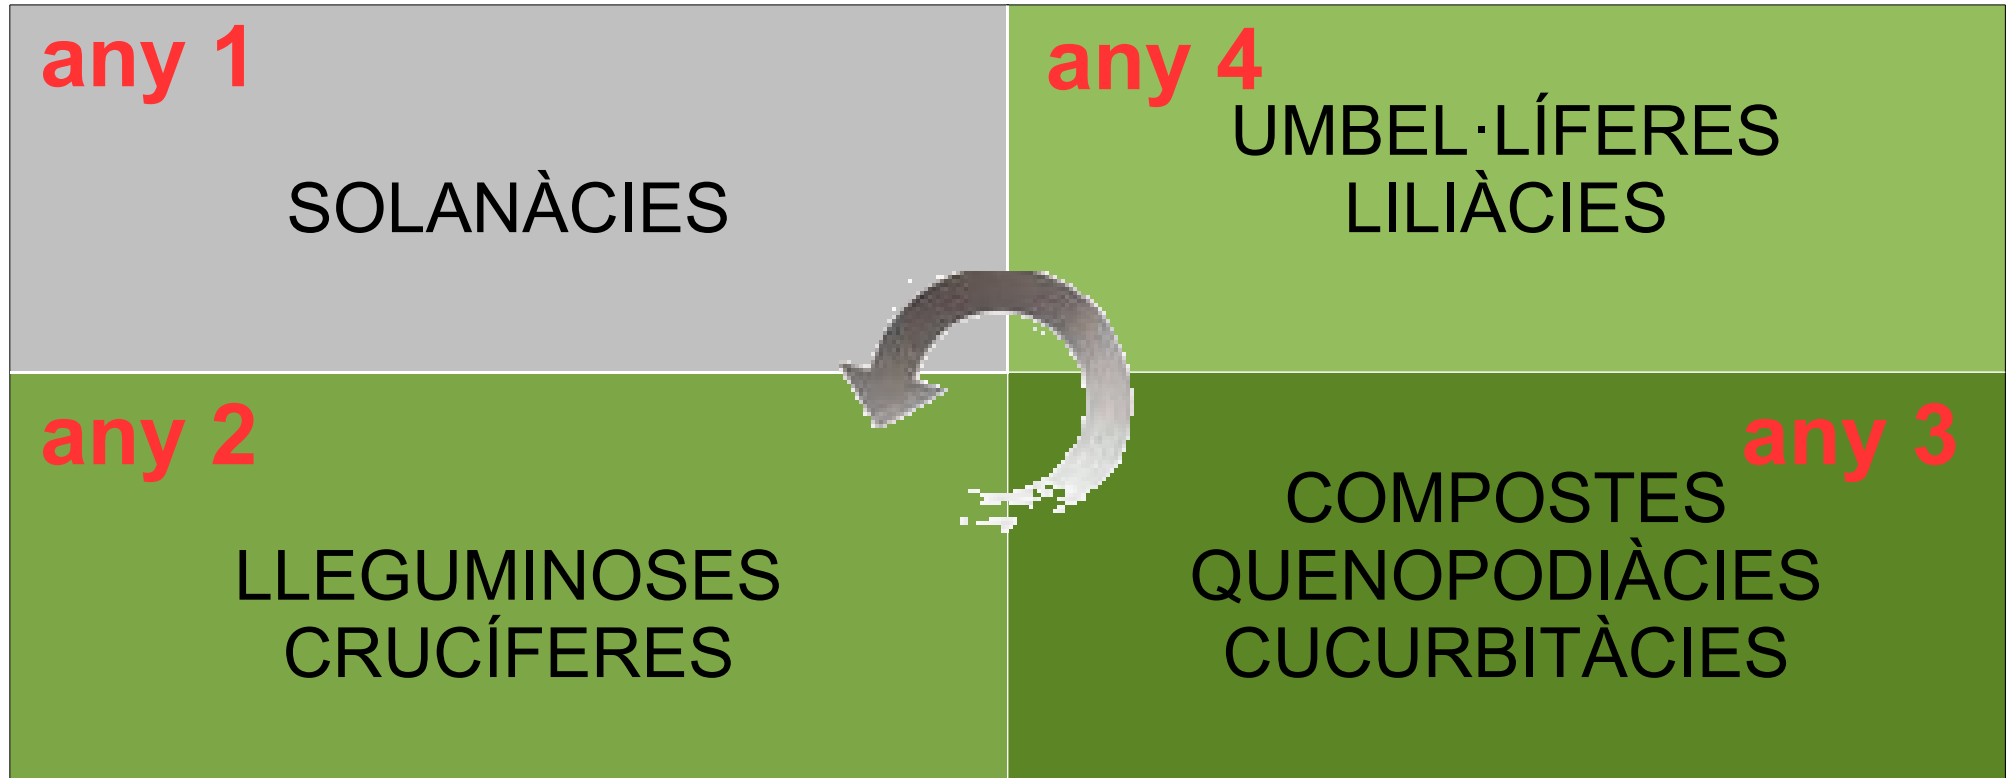 any 1
SOLANÀCIES
any 4
UMBEL·LÍFERES
LILIÀCIES
any 2
LLEGUMINOSES
CRUCÍFERES
any 3
COMPOSTES
QUENOPODIÀCIES
CUCURBITÀCIES